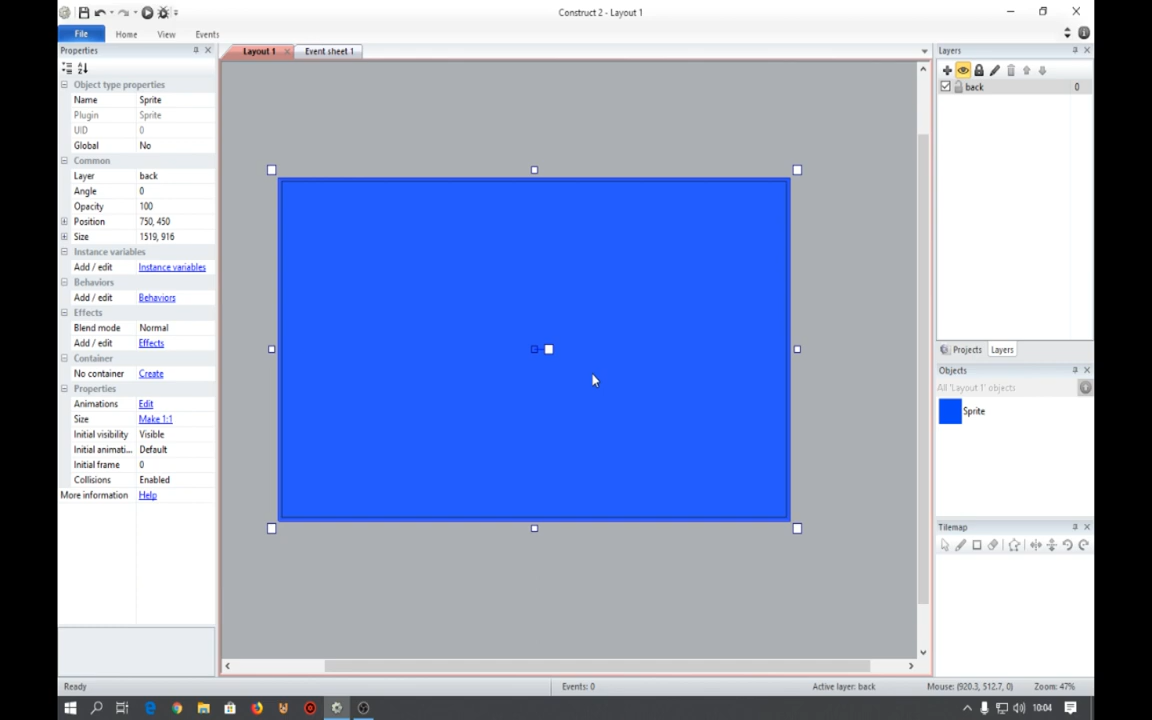 Construct 2 - Layout 1
File Home View Events
Properties
Layout 1 Event sheet 1
Layers
Object type properties
Name Sprite
Plugin Sprite
UID 0
Global No
Common
Layer back
Angle 0
Opacity 100
Position 750, 450
Size 1519, 916
Instance variables
Add / edit Instance variables
Behaviors
Add / edit Behaviors
Effects
Blend mode Normal
Add / edit Effects
Container
No container Create
Properties
Animations Edit
Size Make 1:1
Initial visibility Visible
Initial animati... Default
Initial frame 0
Collisions Enabled
More information Help
back 0
Projects Layers
Objects
All 'Layout 1' objects
Sprite
Tilemap
Ready Events: 0 Active layer: back Mouse: (920.3, 512.7, 0) Zoom: 47%
10:04